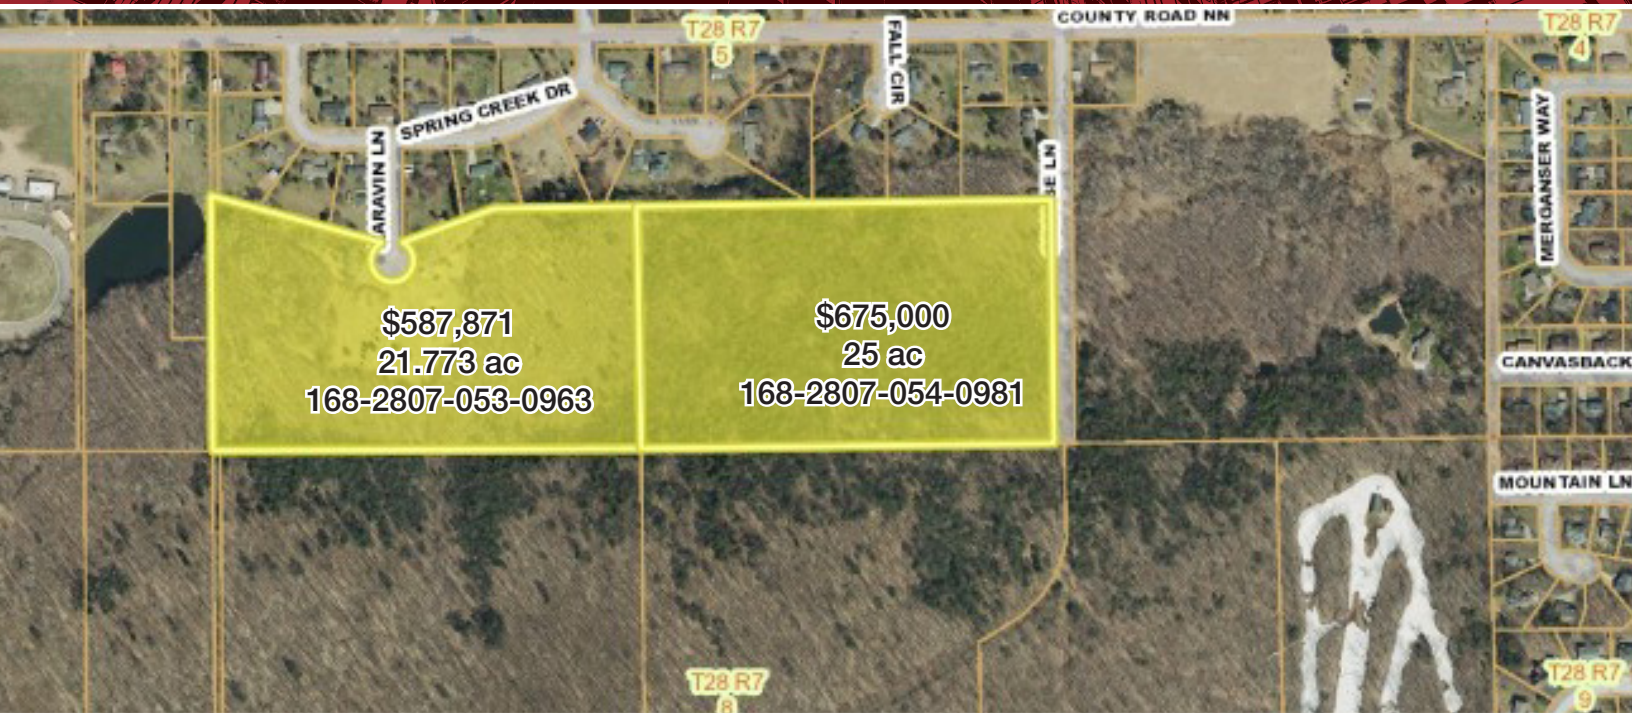 COUNTY ROAD NN
T28 R7
5
T28 R7
4
FALL CIR
SPRING CREEK DR
ARAVIN LN
LN
MERGANSER WAY
$587,871
21.773 ac
168-2807-053-0963
$675,000
25 ac
168-2807-054-0981
CANVASBACK
MOUNTAIN LN
T28 R7
8
T28 R7
9